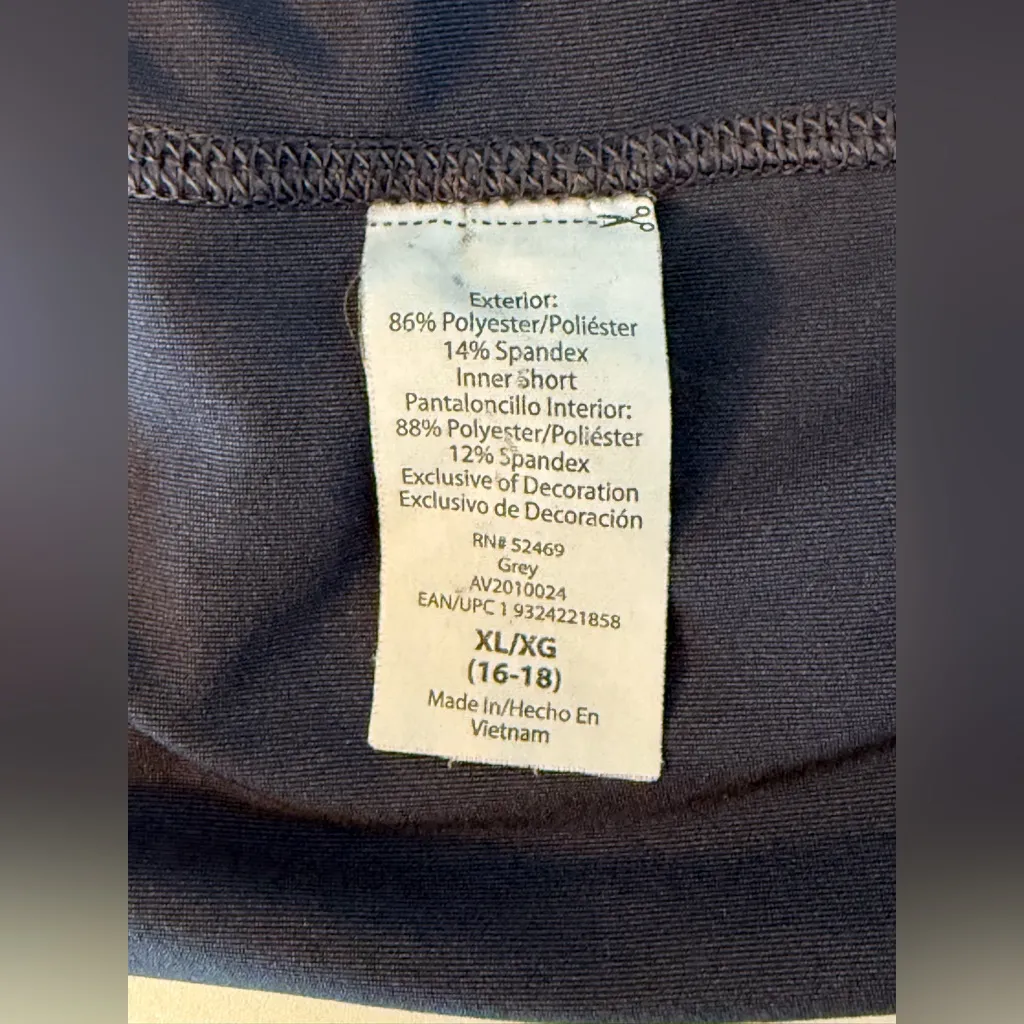 Exterior:
86% Polyester/Poliéster
14% Spandex
Inner Short
Pantaloncillo Interior:
88% Polyester/Poliéster
12% Spandex
Exclusive of Decoration
Exclusivo de Decoración
RN# 52469
Grey
AV2010024
EAN/UPC 1 9324221858
XL/XG
(16-18)
Made In/Hecho En
Vietnam